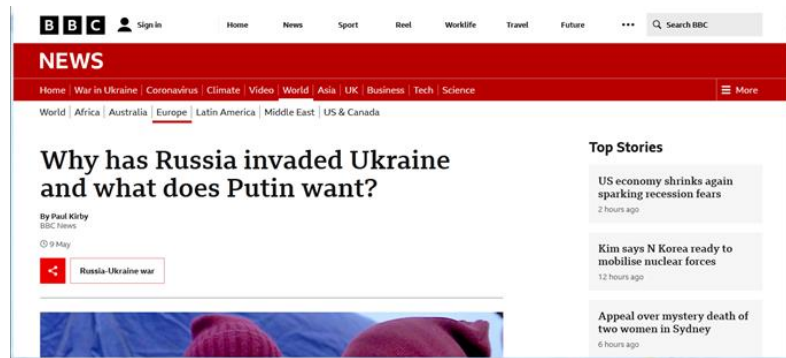 BBC Sign in Home News Sport Reel Worklife Travel Future ... Search BBC
NEWS
Home War in Ukraine Coronavirus Climate Video World Asia UK Business Tech Science More
World Africa Australia Europe Latin America Middle East US & Canada
Why has Russia invaded Ukraine
and what does Putin want?
By Paul Kirby
BBC News
9 May
Russia-Ukraine war
Top Stories
US economy shrinks again
sparking recession fears
2 hours ago
Kim says N Korea ready to
mobilise nuclear forces
12 hours ago
Appeal over mystery death of
two women in Sydney
6 hours ago